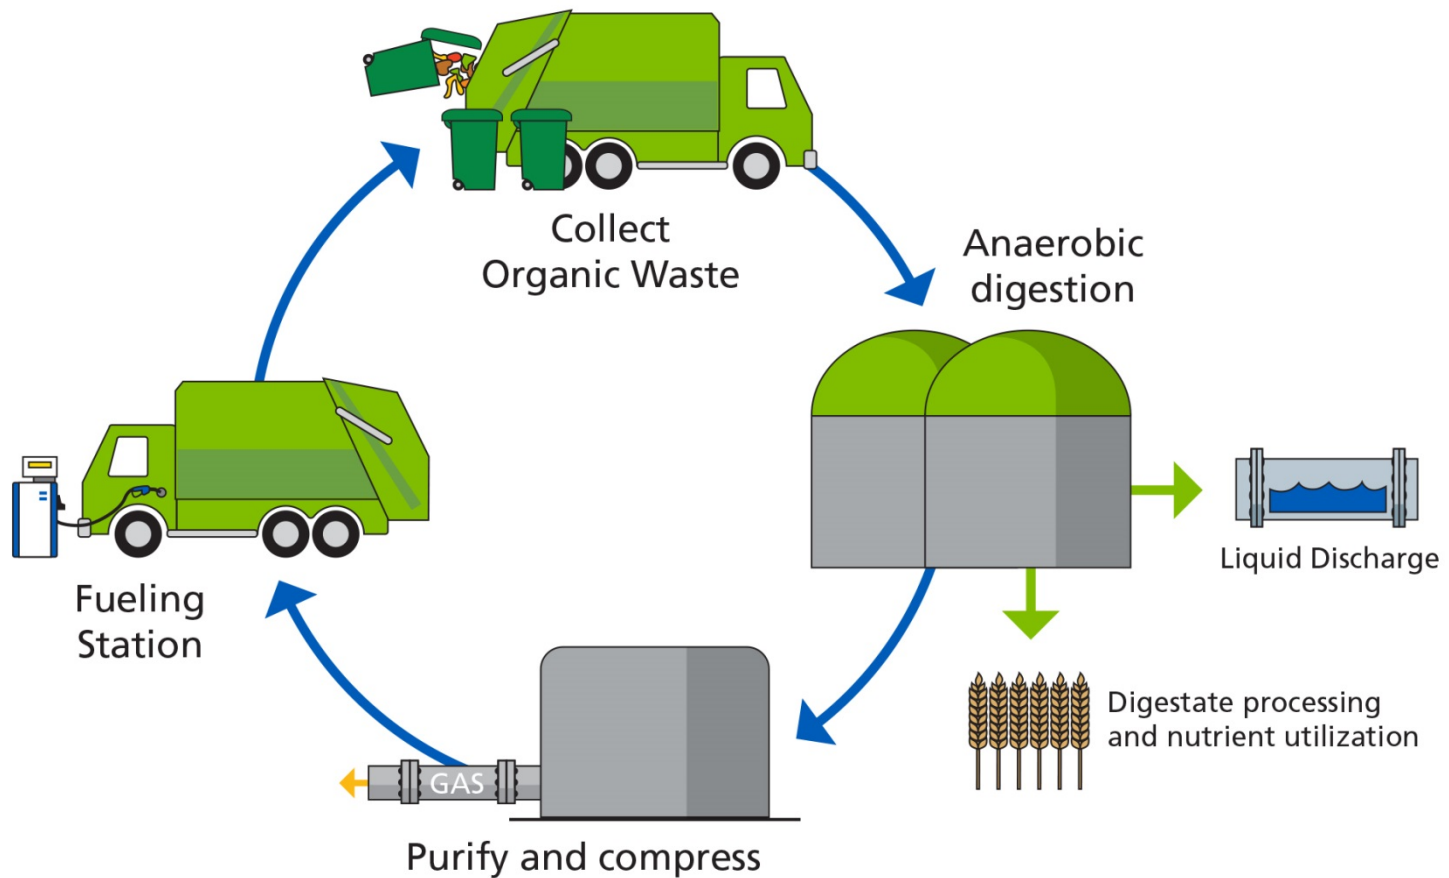 Collect
Organic Waste
Anaerobic
digestion
Liquid Discharge
Fueling
Station
Digestate processing
and nutrient utilization
GAS
Purify and compress